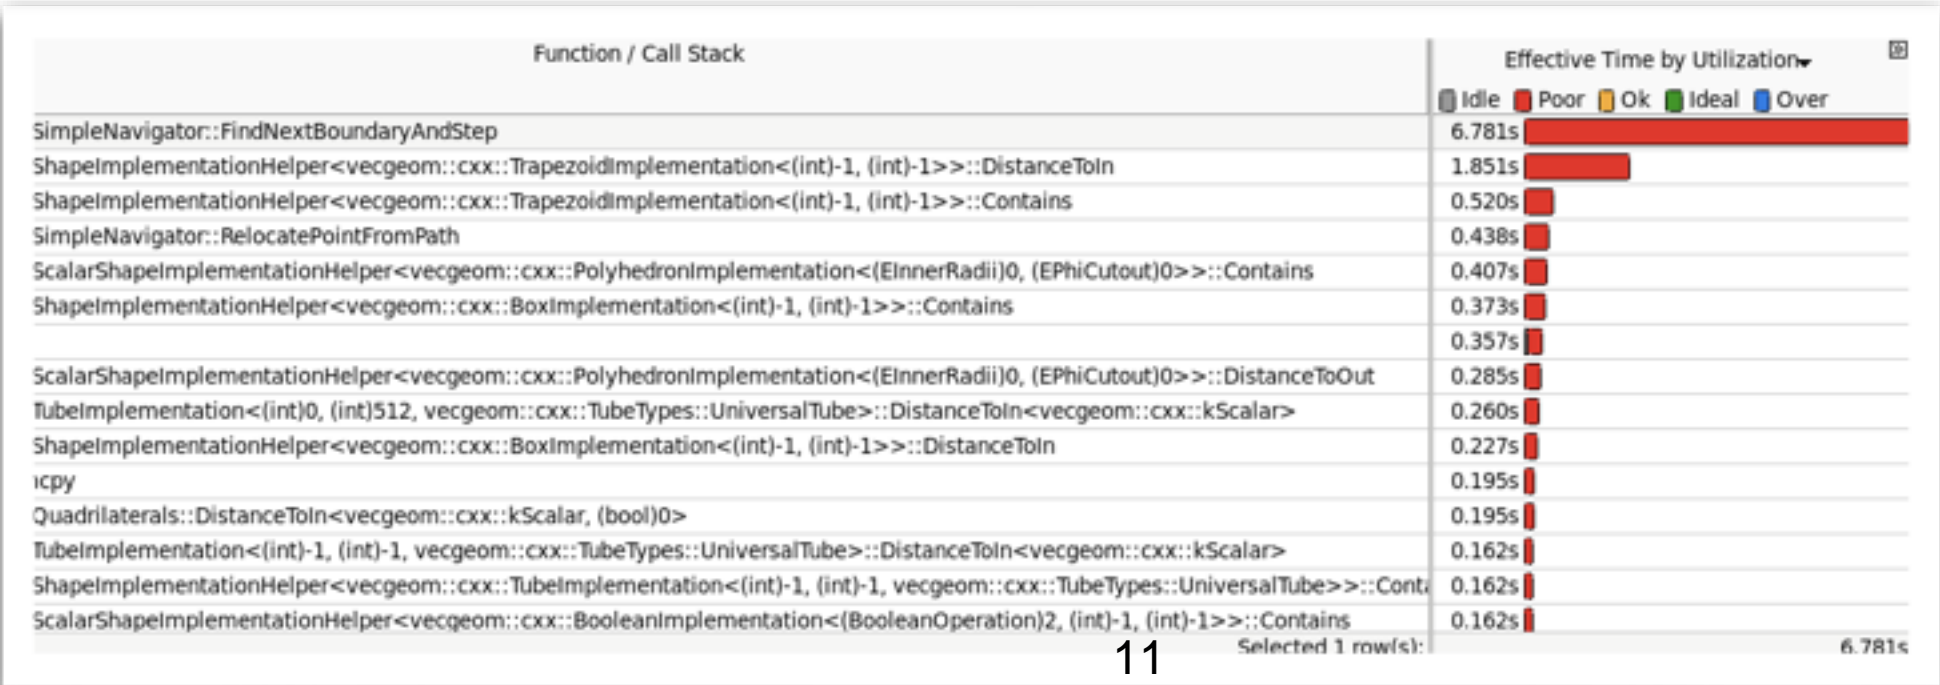 Function / Call Stack
Effective Time by Utilization
Idle Poor Ok Ideal Over
SimpleNavigator::FindNextBoundaryAndStep 6.781s
ShapeImplementationHelper<vecgeom::cxx::TrapezoidImplementation<(int)-1, (int)-1>>::DistanceToIn 1.851s
ShapeImplementationHelper<vecgeom::cxx::TrapezoidImplementation<(int)-1, (int)-1>>::Contains 0.520s
SimpleNavigator::RelocatePointFromPath 0.438s
ScalarShapeImplementationHelper<vecgeom::cxx::PolyhedronImplementation<(EInnerRadii)0, (EPhiCutout)0>>::Contains 0.407s
ShapeImplementationHelper<vecgeom::cxx::BoxImplementation<(int)-1, (int)-1>>::Contains 0.373s
0.357s
ScalarShapeImplementationHelper<vecgeom::cxx::PolyhedronImplementation<(EInnerRadii)0, (EPhiCutout)0>>::DistanceToOut 0.285s
TubeImplementation<(int)0, (int)512, vecgeom::cxx::TubeTypes::UniversalTube>::DistanceToIn<vecgeom::cxx::kScalar> 0.260s
ShapeImplementationHelper<vecgeom::cxx::BoxImplementation<(int)-1, (int)-1>>::DistanceToIn 0.227s
cpy 0.195s
Quadrilaterals::DistanceToIn<vecgeom::cxx::kScalar, (bool)0> 0.195s
TubeImplementation<(int)-1, (int)-1, vecgeom::cxx::TubeTypes::UniversalTube>::DistanceToIn<vecgeom::cxx::kScalar> 0.162s
ShapeImplementationHelper<vecgeom::cxx::TubeImplementation<(int)-1, (int)-1, vecgeom::cxx::TubeTypes::UniversalTube>>::Conta 0.162s
ScalarShapeImplementationHelper<vecgeom::cxx::BooleanImplementation<(BooleanOperation)2, (int)-1, (int)-1>>::Contains 0.162s
Selected 1 row(s): 6.781s
11